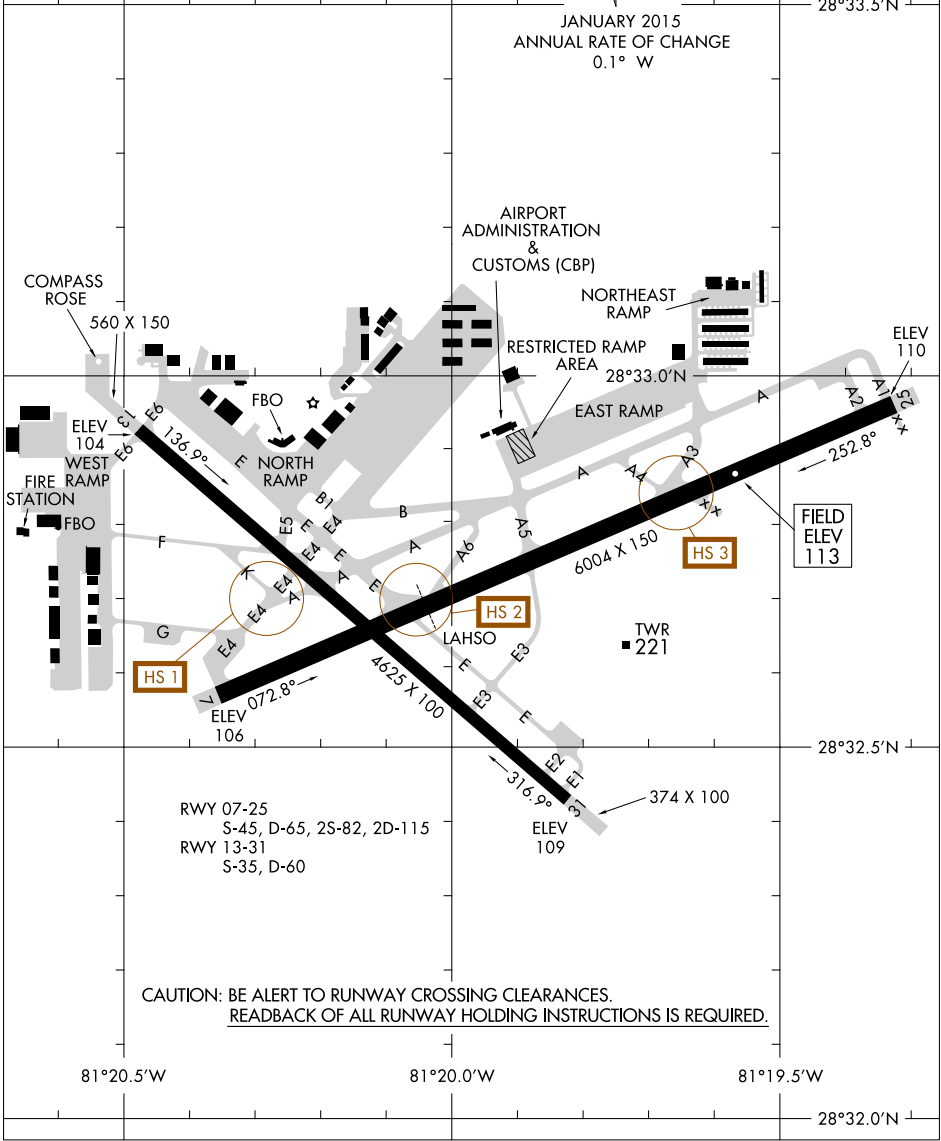 28°33.5'N
JANUARY 2015
ANNUAL RATE OF CHANGE
0.1° W
AIRPORT
ADMINISTRATION
&
CUSTOMS (CBP)
COMPASS
ROSE
NORTHEAST
RAMP
560 X 150
RESTRICTED RAMP
AREA
ELEV
110
28°33.0'N
FBO
EAST RAMP
A
A1
A2
25
13
E6
ELEV
104
E6
136.9°
E
WEST
RAMP
NORTH
RAMP
252.8°
FIRE
STATION
FBO
A
A4
A3
B1
B
E5
E
E4
A5
x x
x x
FIELD
ELEV
113
F
E4
E
A
A6
6004 X 150
HS 3
K
E4
A
A
E
E4
HS 2
LAHSO
G
E4
TWR
221
HS 1
E
E3
7
072.8°
4625 X 100
E3
E
ELEV
106
28°32.5'N
E2
E1
316.9°
31
374 X 100
ELEV
109
RWY 07-25
S-45, D-65, 2S-82, 2D-115
RWY 13-31
S-35, D-60
CAUTION: BE ALERT TO RUNWAY CROSSING CLEARANCES.
READBACK OF ALL RUNWAY HOLDING INSTRUCTIONS IS REQUIRED.
81°20.5'W
81°20.0'W
81°19.5'W
28°32.0'N